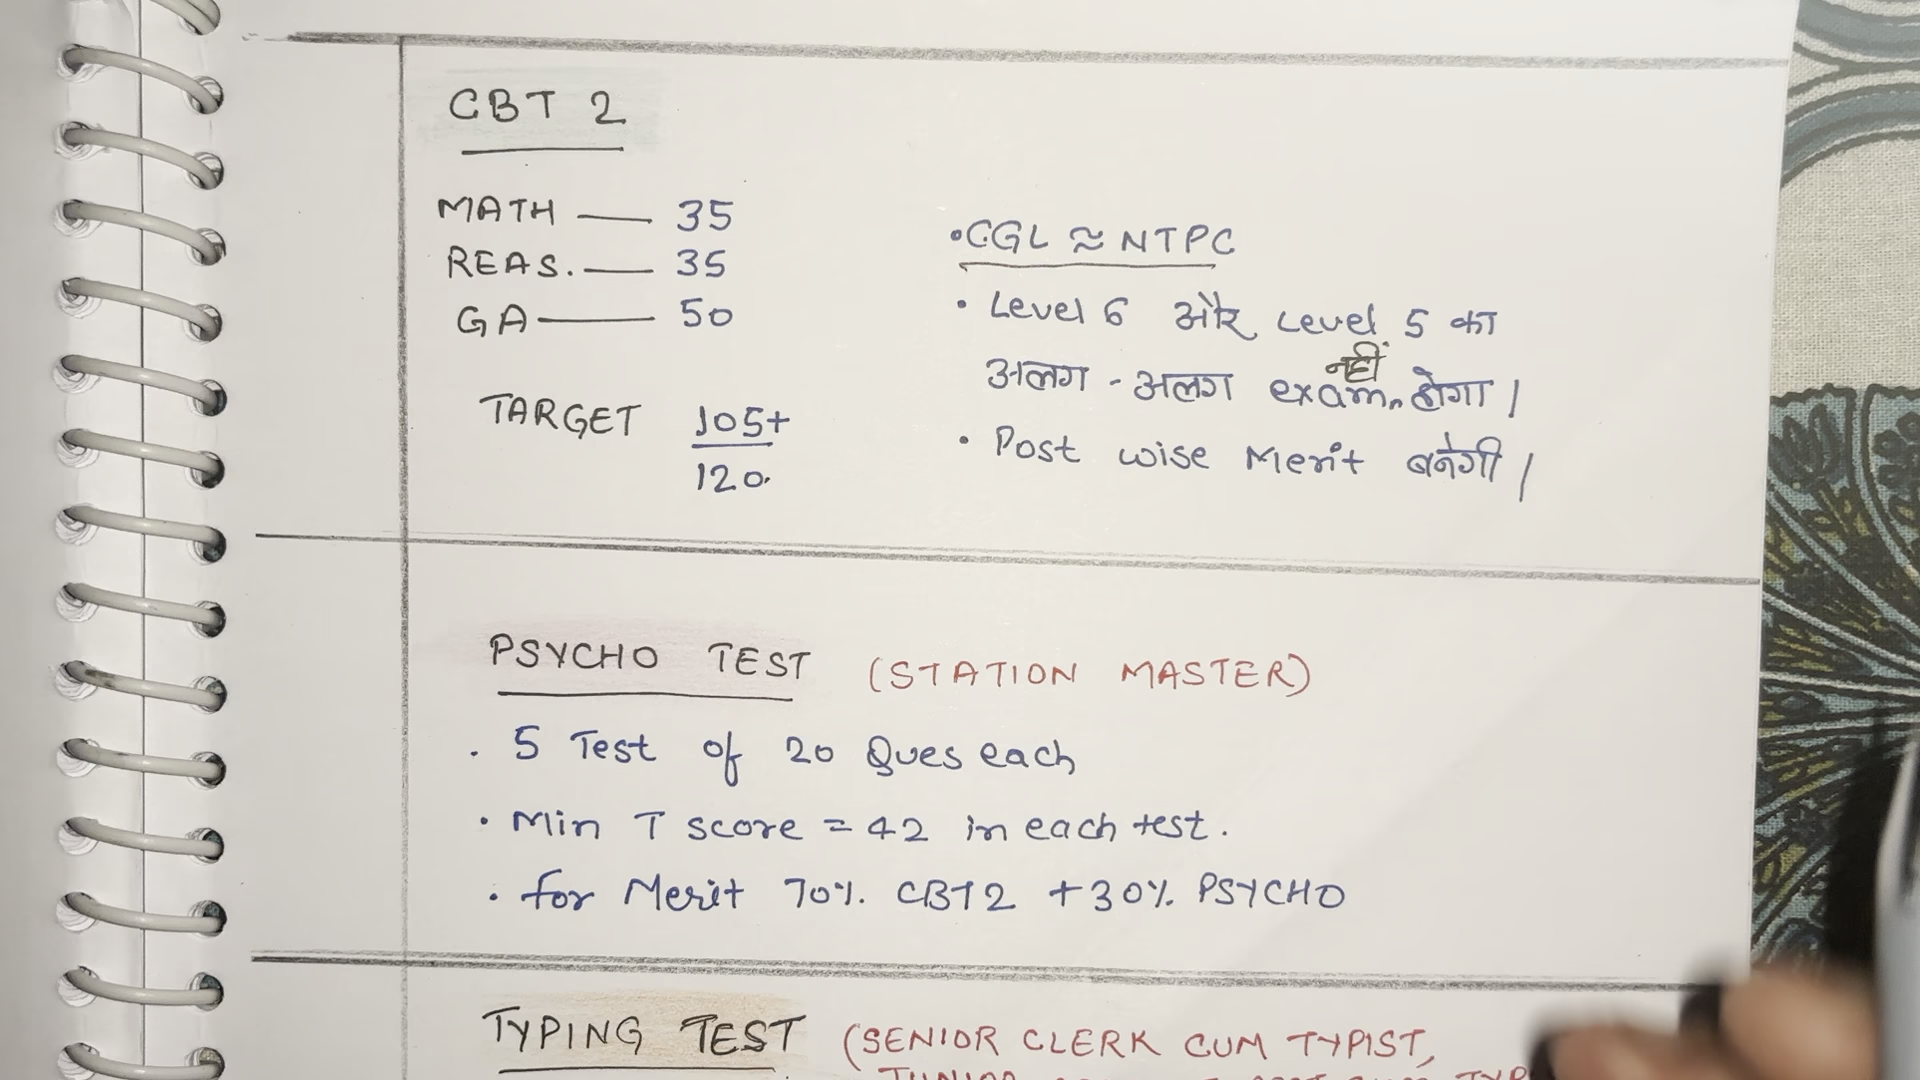 CBT 2
MATH — 35
REAS. — 35
GA — 50
TARGET 105+
120
• CGL ≈ NTPC
• Level 6 और Level 5 का
अलग - अलग exam नहीं होगा |
• Post wise Merit बनेगी |
PSYCHO TEST (STATION MASTER)
. 5 Test of 20 Ques each
• Min T score = 42 in each test.
• for Merit 70%. CBT2 + 30%. PSYCHO
TYPING TEST (SENIOR CLERK CUM TYPIST,